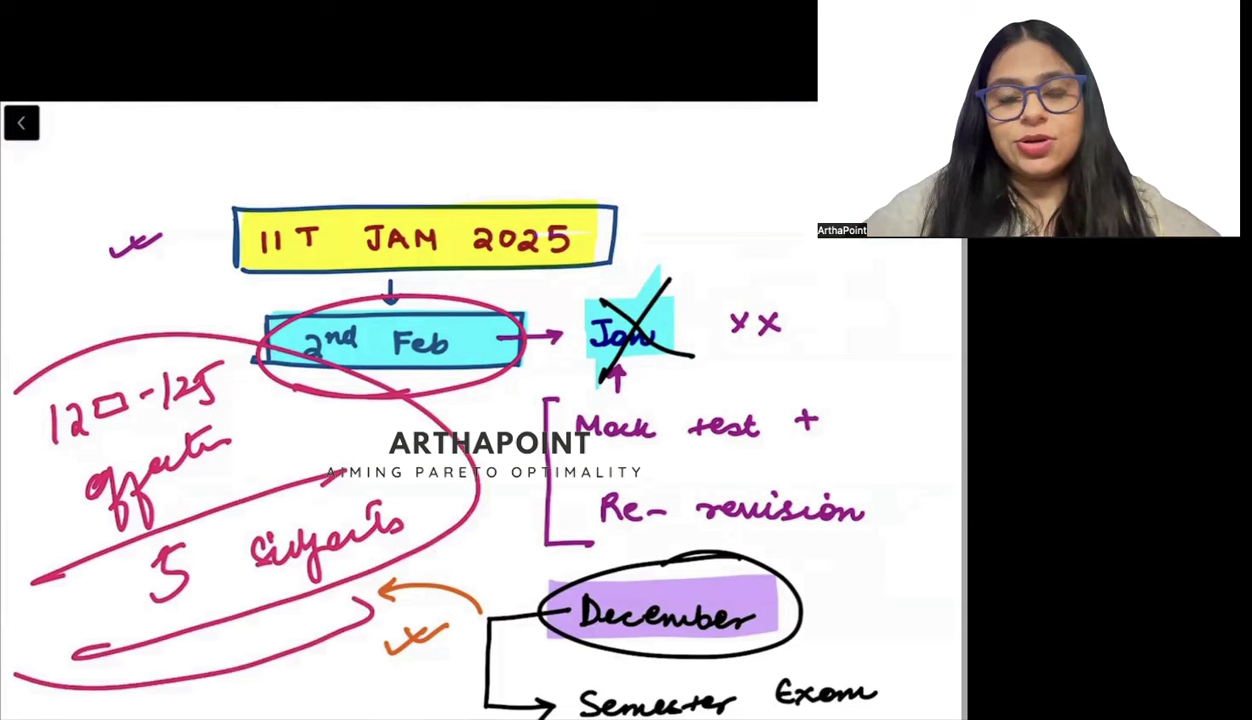 ArthaPoint
IIT JAM 2025
2nd Feb
Jan
x x
120-125
Mock test +
ARTHAPOINT
AIMING PARETO OPTIMALITY
Re-revision
5 Subjects
December
Semester Exam